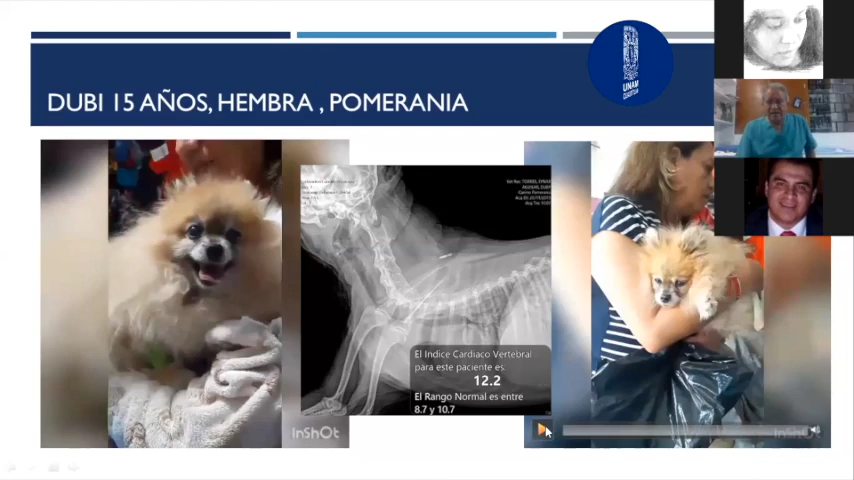 DUBI 15 AÑOS, HEMBRA , POMERANIA
UNAM
CUAUTITLÁN
El Indice Cardiaco Vertebral
para este paciente es
12.2
El Rango Normal es entre
8.7 y 10.7
InShOt
InShOt